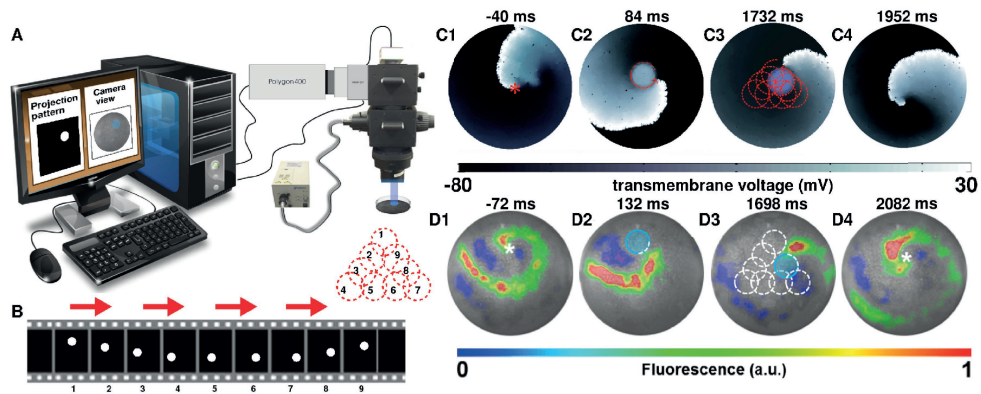 A
Polygon400
Projection
pattern
Camera
view
1
2 9
3 8
4 5 6 7
B
1 2 3 4 5 6 7 8 9
-40 ms 84 ms 1732 ms 1952 ms
C1 C2 C3 C4
*
-80 transmembrane voltage (mV) 30
-72 ms 132 ms 1698 ms 2082 ms
D1 D2 D3 D4
* *
0 Fluorescence (a.u.) 1